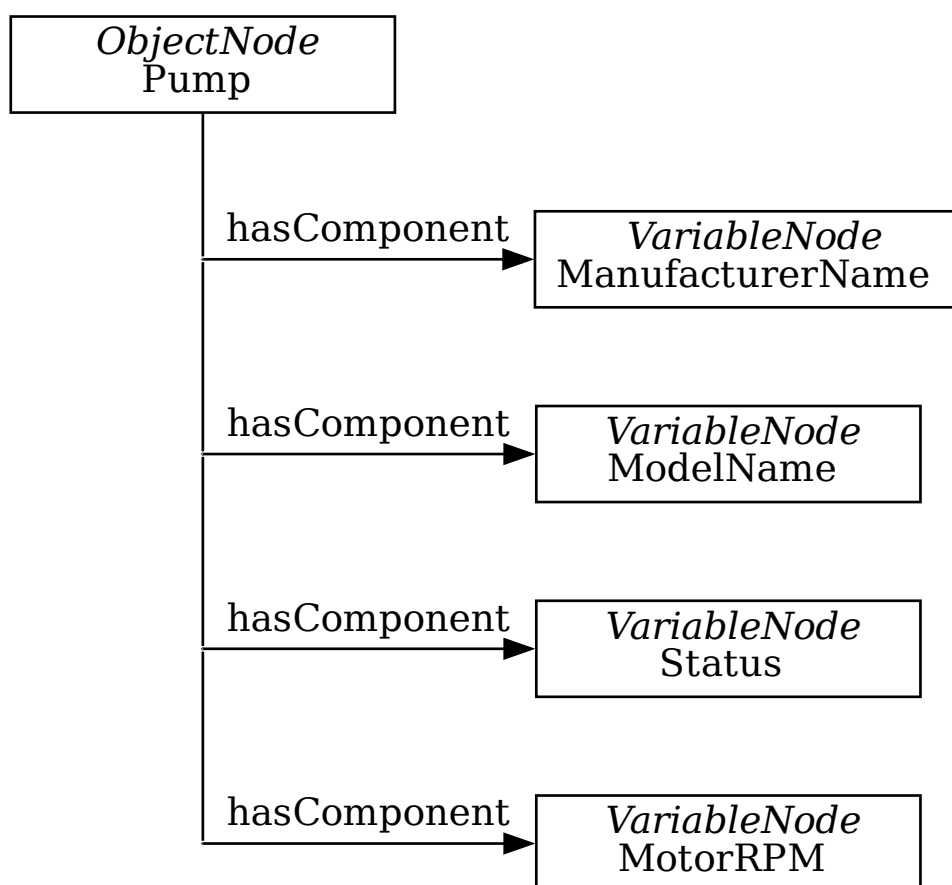 ObjectNode
Pump
hasComponent
VariableNode
ManufacturerName
hasComponent
VariableNode
ModelName
hasComponent
VariableNode
Status
hasComponent
VariableNode
MotorRPM